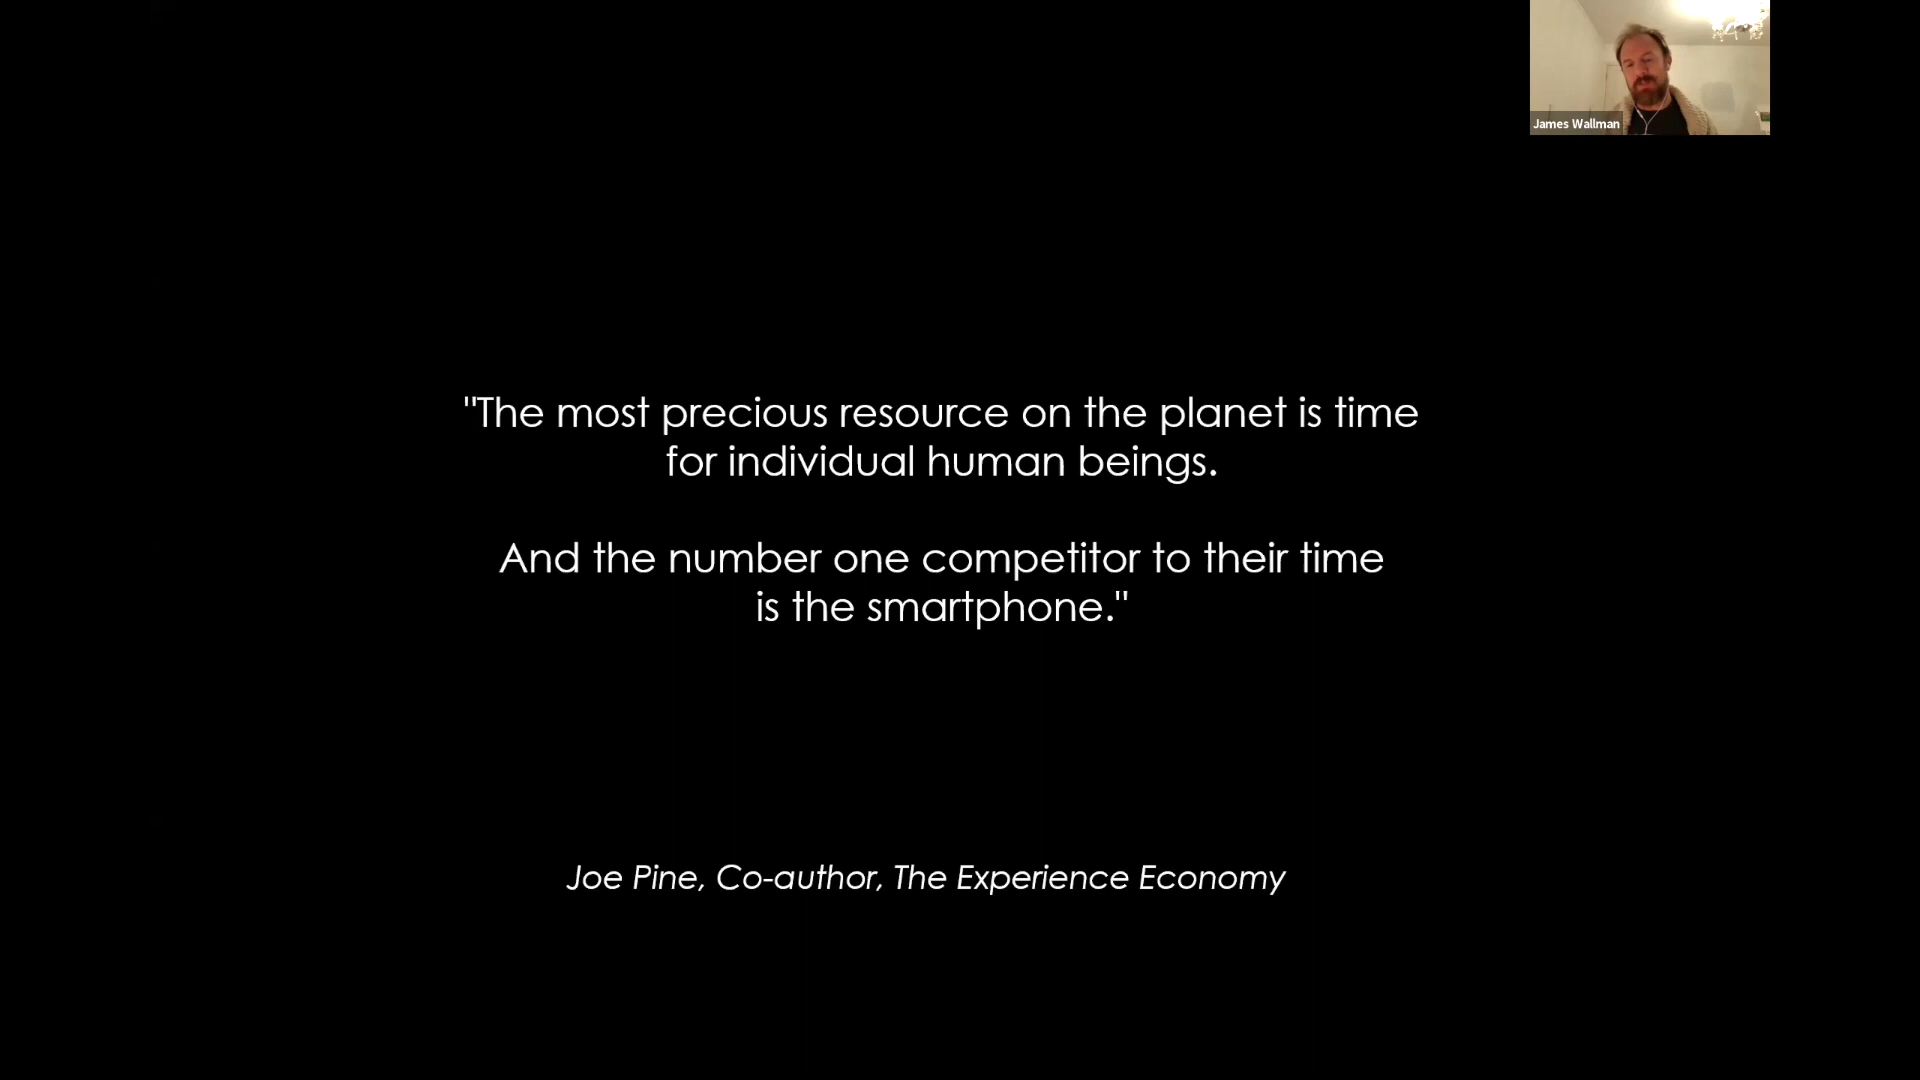 James Wallman
"The most precious resource on the planet is time
for individual human beings.
And the number one competitor to their time
is the smartphone."
Joe Pine, Co-author, The Experience Economy